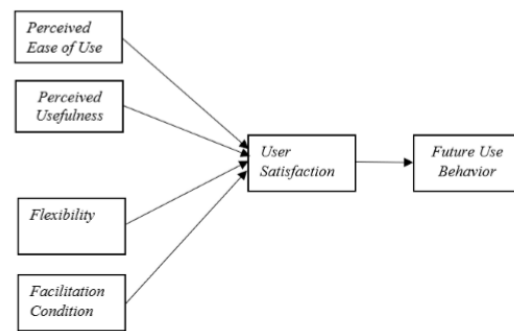 Perceived
Ease of Use
Perceived
Usefulness
Flexibility
Facilitation
Condition
User
Satisfaction
Future Use
Behavior